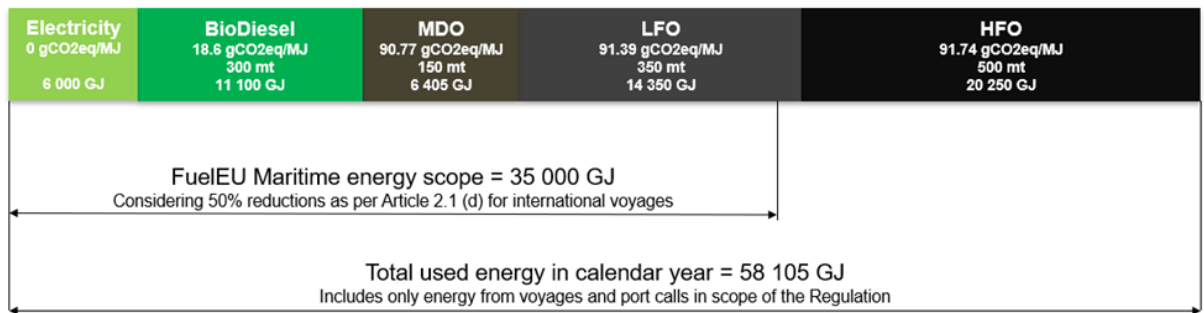 Electricity
0 gCO2eq/MJ
6 000 GJ
BioDiesel
18.6 gCO2eq/MJ
300 mt
11 100 GJ
MDO
90.77 gCO2eq/MJ
150 mt
6 405 GJ
LFO
91.39 gCO2eq/MJ
350 mt
14 350 GJ
HFO
91.74 gCO2eq/MJ
500 mt
20 250 GJ
FuelEU Maritime energy scope = 35 000 GJ
Considering 50% reductions as per Article 2.1 (d) for international voyages
Total used energy in calendar year = 58 105 GJ
Includes only energy from voyages and port calls in scope of the Regulation